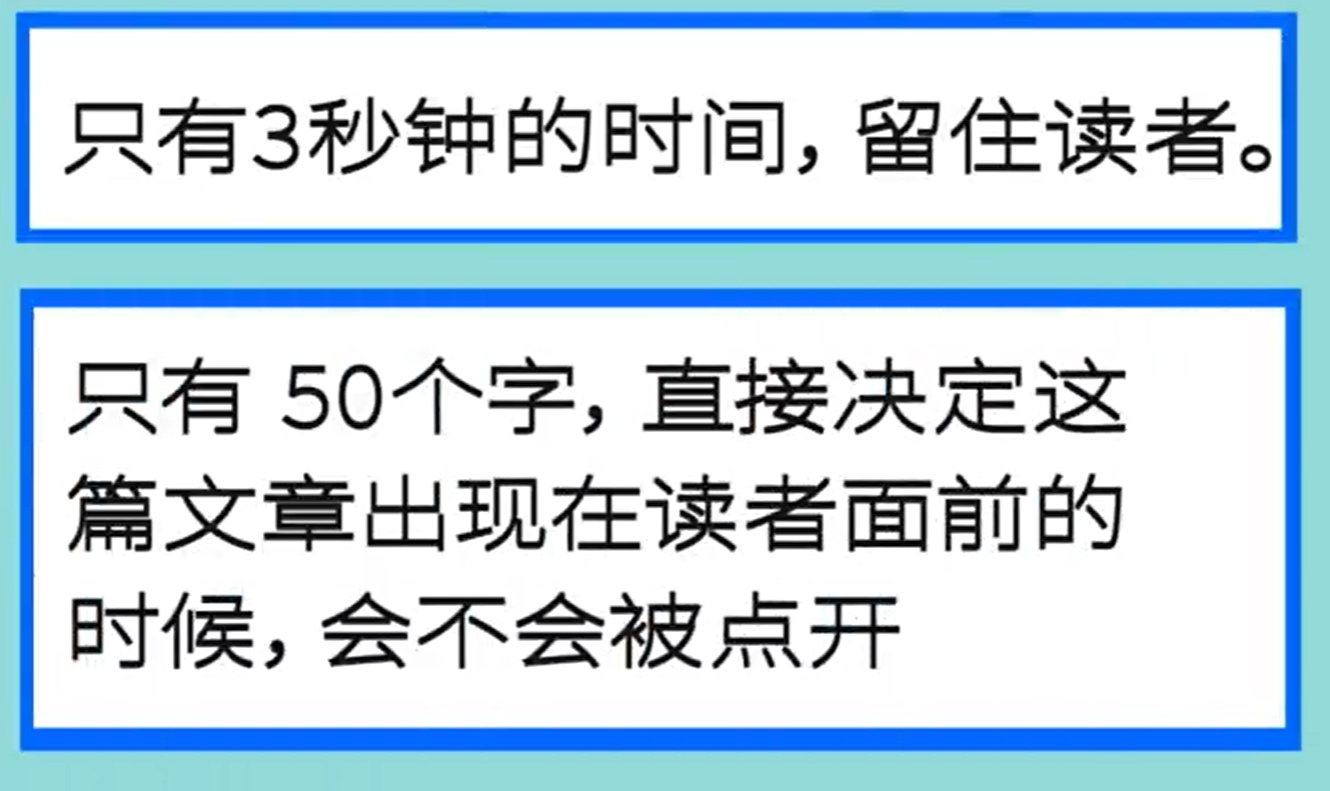 只有3秒钟的时间，留住读者。
只有 50个字，直接决定这
篇文章出现在读者面前的
时候，会不会被点开